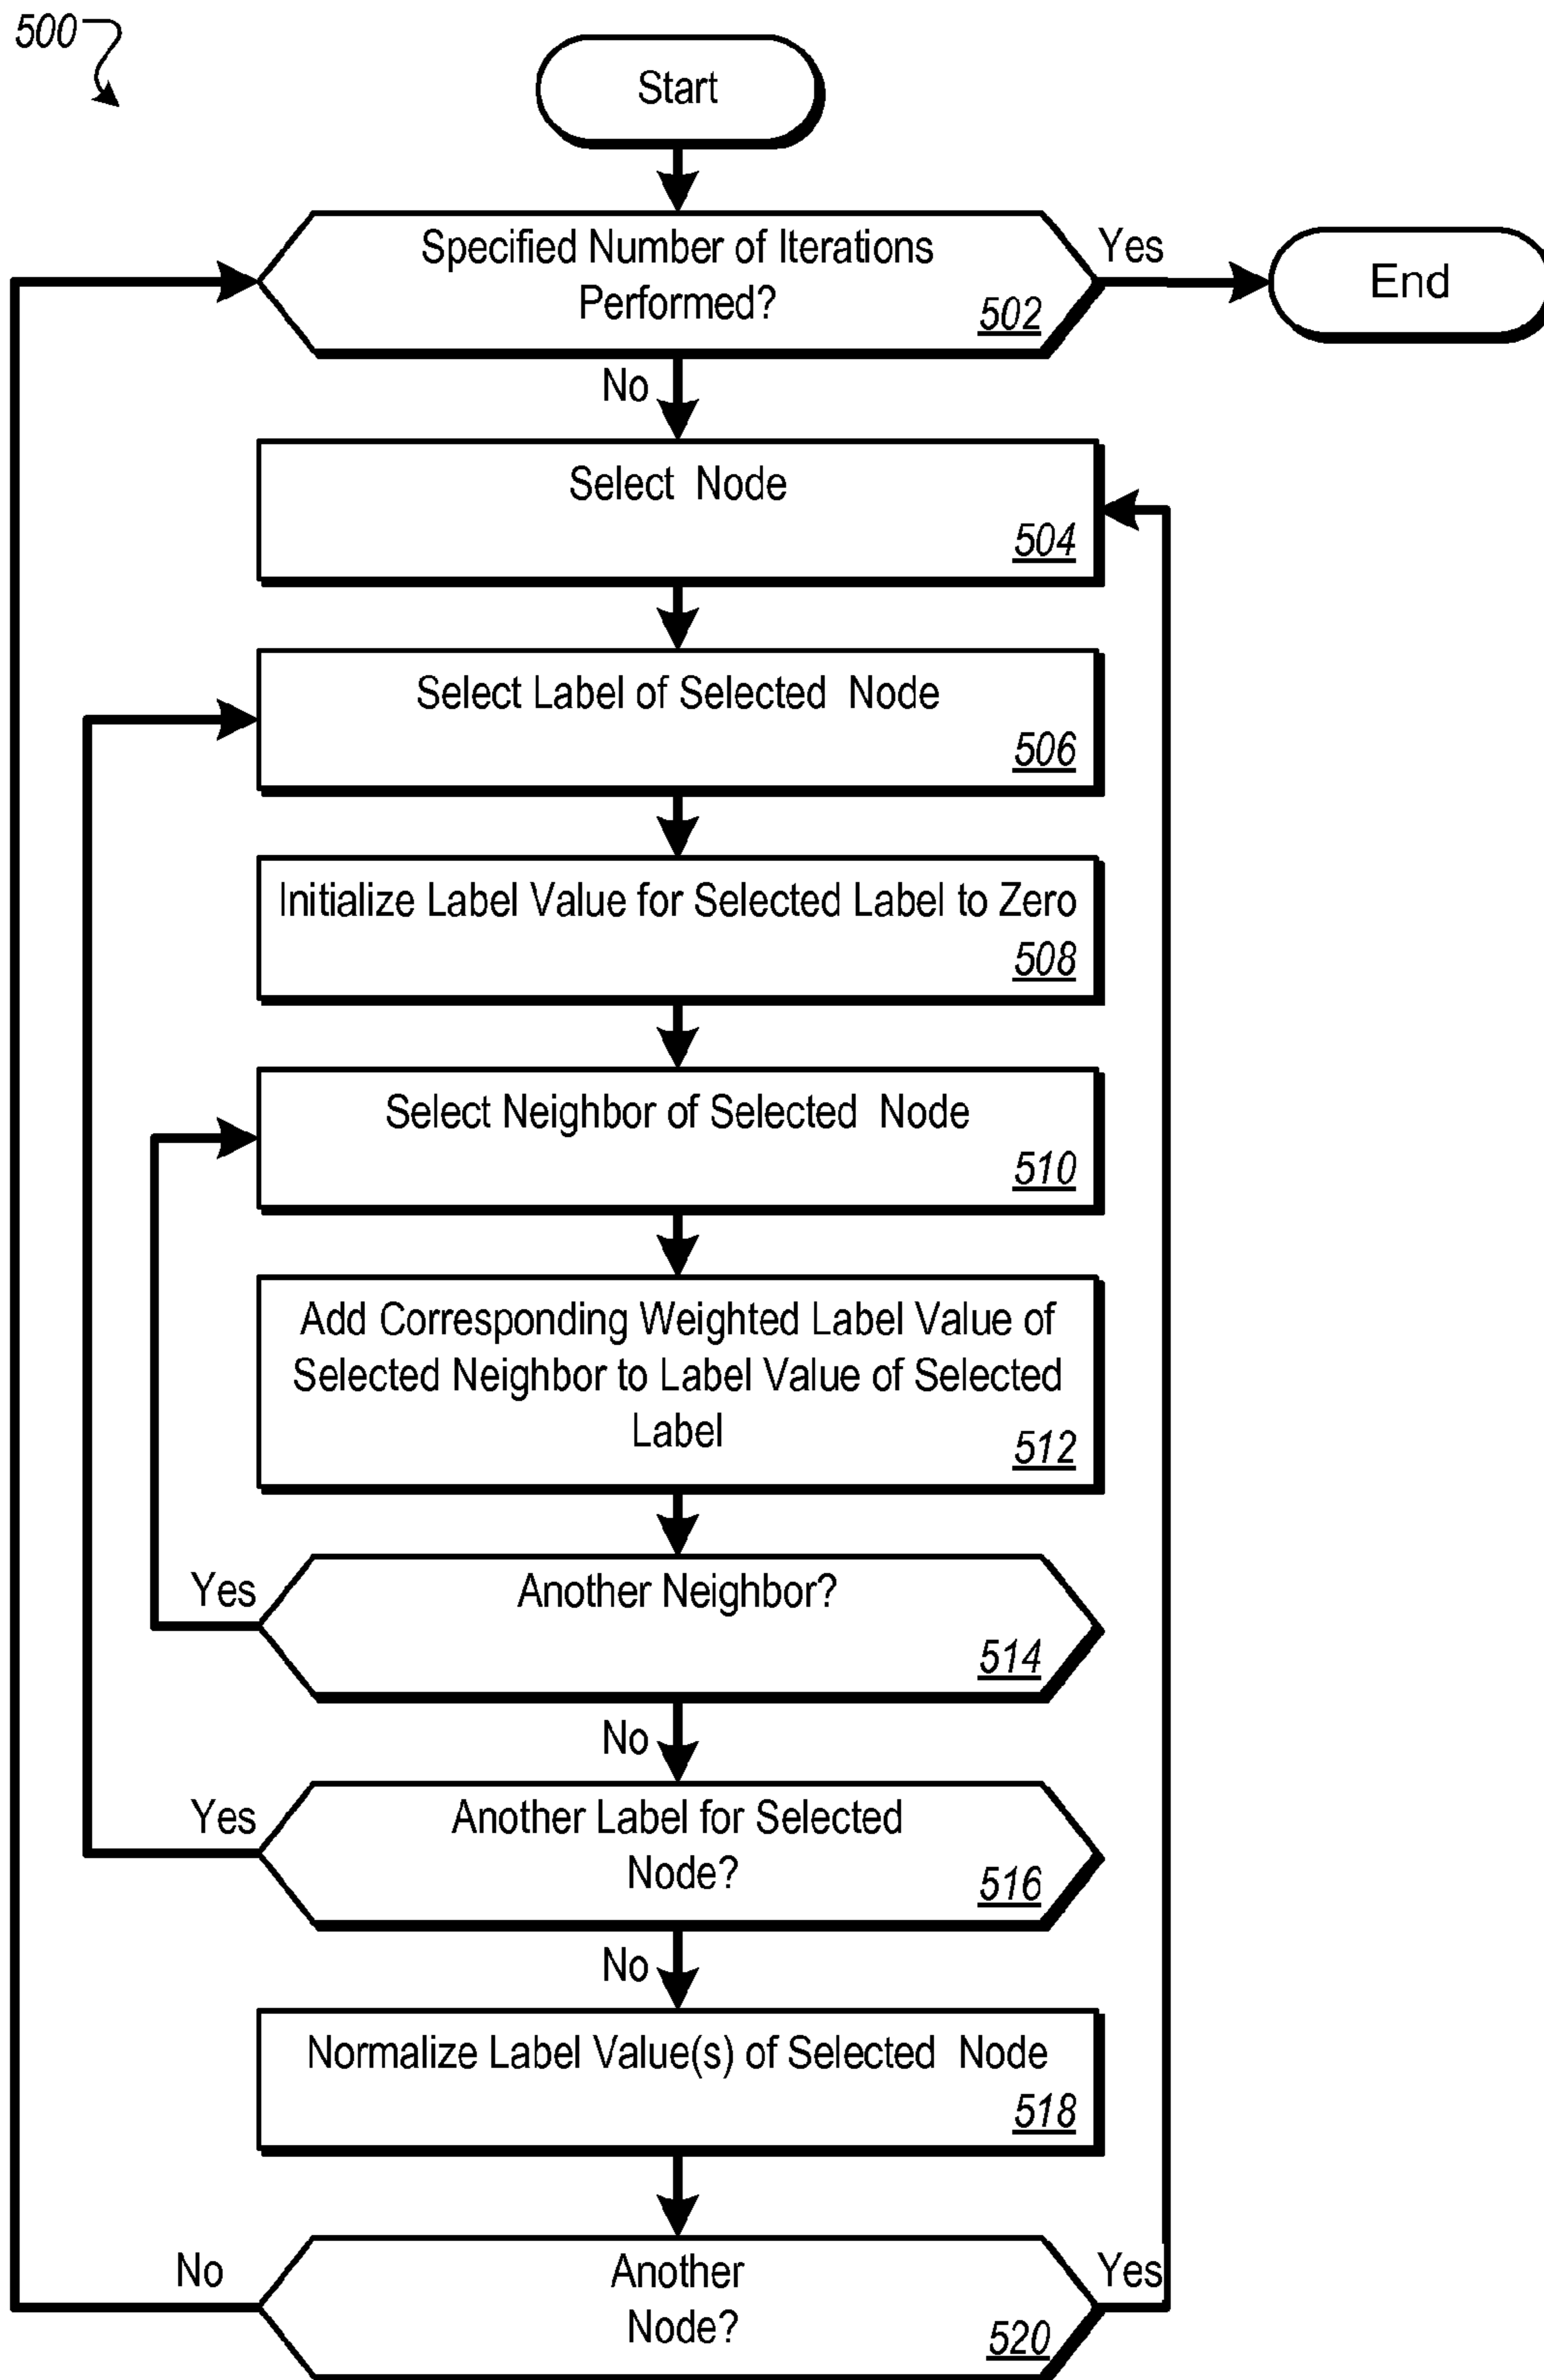 500
Start
Specified Number of Iterations
Performed?
502
Yes
End
No
Select Node
504
Select Label of Selected Node
506
Initialize Label Value for Selected Label to Zero
508
Select Neighbor of Selected Node
510
Add Corresponding Weighted Label Value of
Selected Neighbor to Label Value of Selected
Label
512
Yes
Another Neighbor?
514
No
Yes
Another Label for Selected
Node?
516
No
Normalize Label Value(s) of Selected Node
518
No
Another
Node?
520
Yes